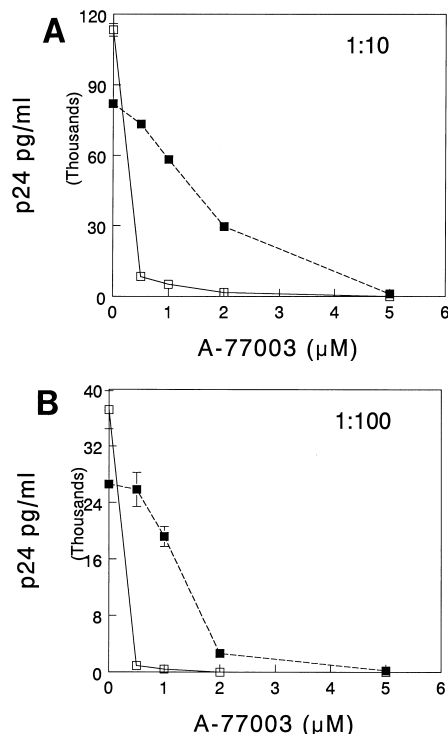 A
1:10
120
90
60
30
0
p24 pg/ml
(Thousands)
0 1 2 3 4 5 6
A-77003 (µM)
B
1:100
40
32
24
16
8
0
p24 pg/ml
(Thousands)
0 1 2 3 4 5 6
A-77003 (µM)